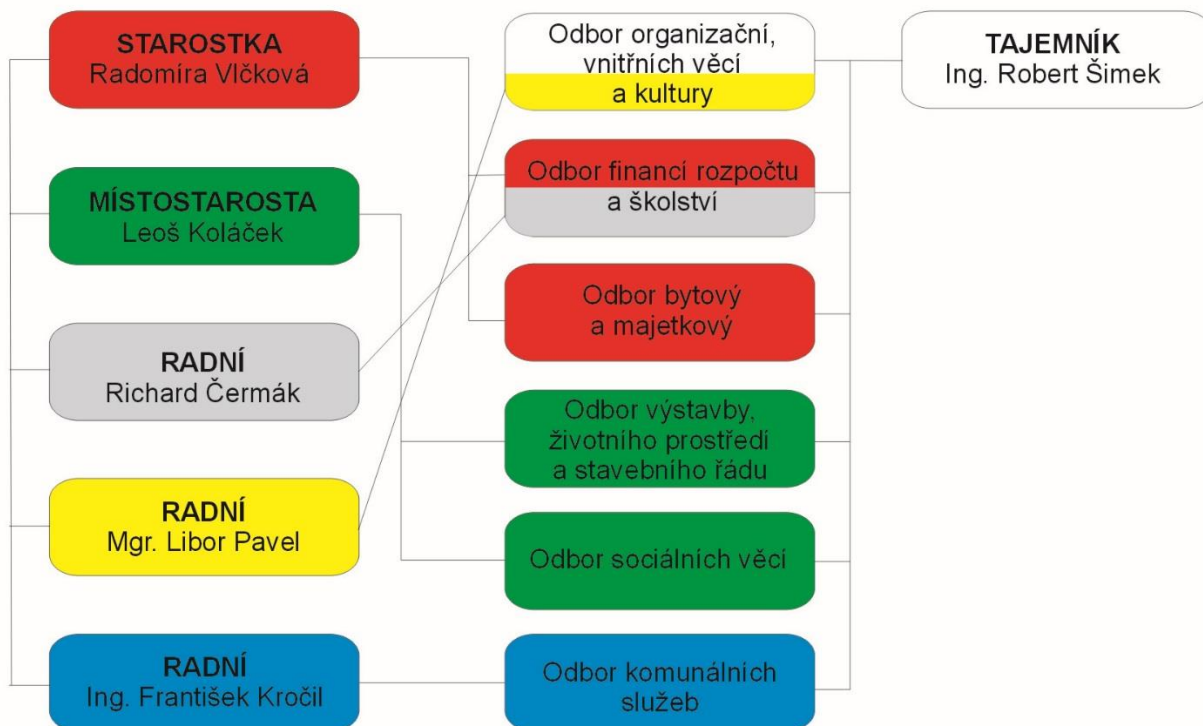 STAROSTKA
Radomíra Vlčková
MÍSTOSTAROSTA
Leoš Koláček
RADNÍ
Richard Čermák
RADNÍ
Mgr. Libor Pavel
RADNÍ
Ing. František Kročil
Odbor organizační,
vnitřních věcí
a kultury
Odbor financí rozpočtu
a školství
Odbor bytový
a majetkový
Odbor výstavby,
životního prostředí
a stavebního řádu
Odbor sociálních věcí
Odbor komunálních
služeb
TAJEMNÍK
Ing. Robert Šimek